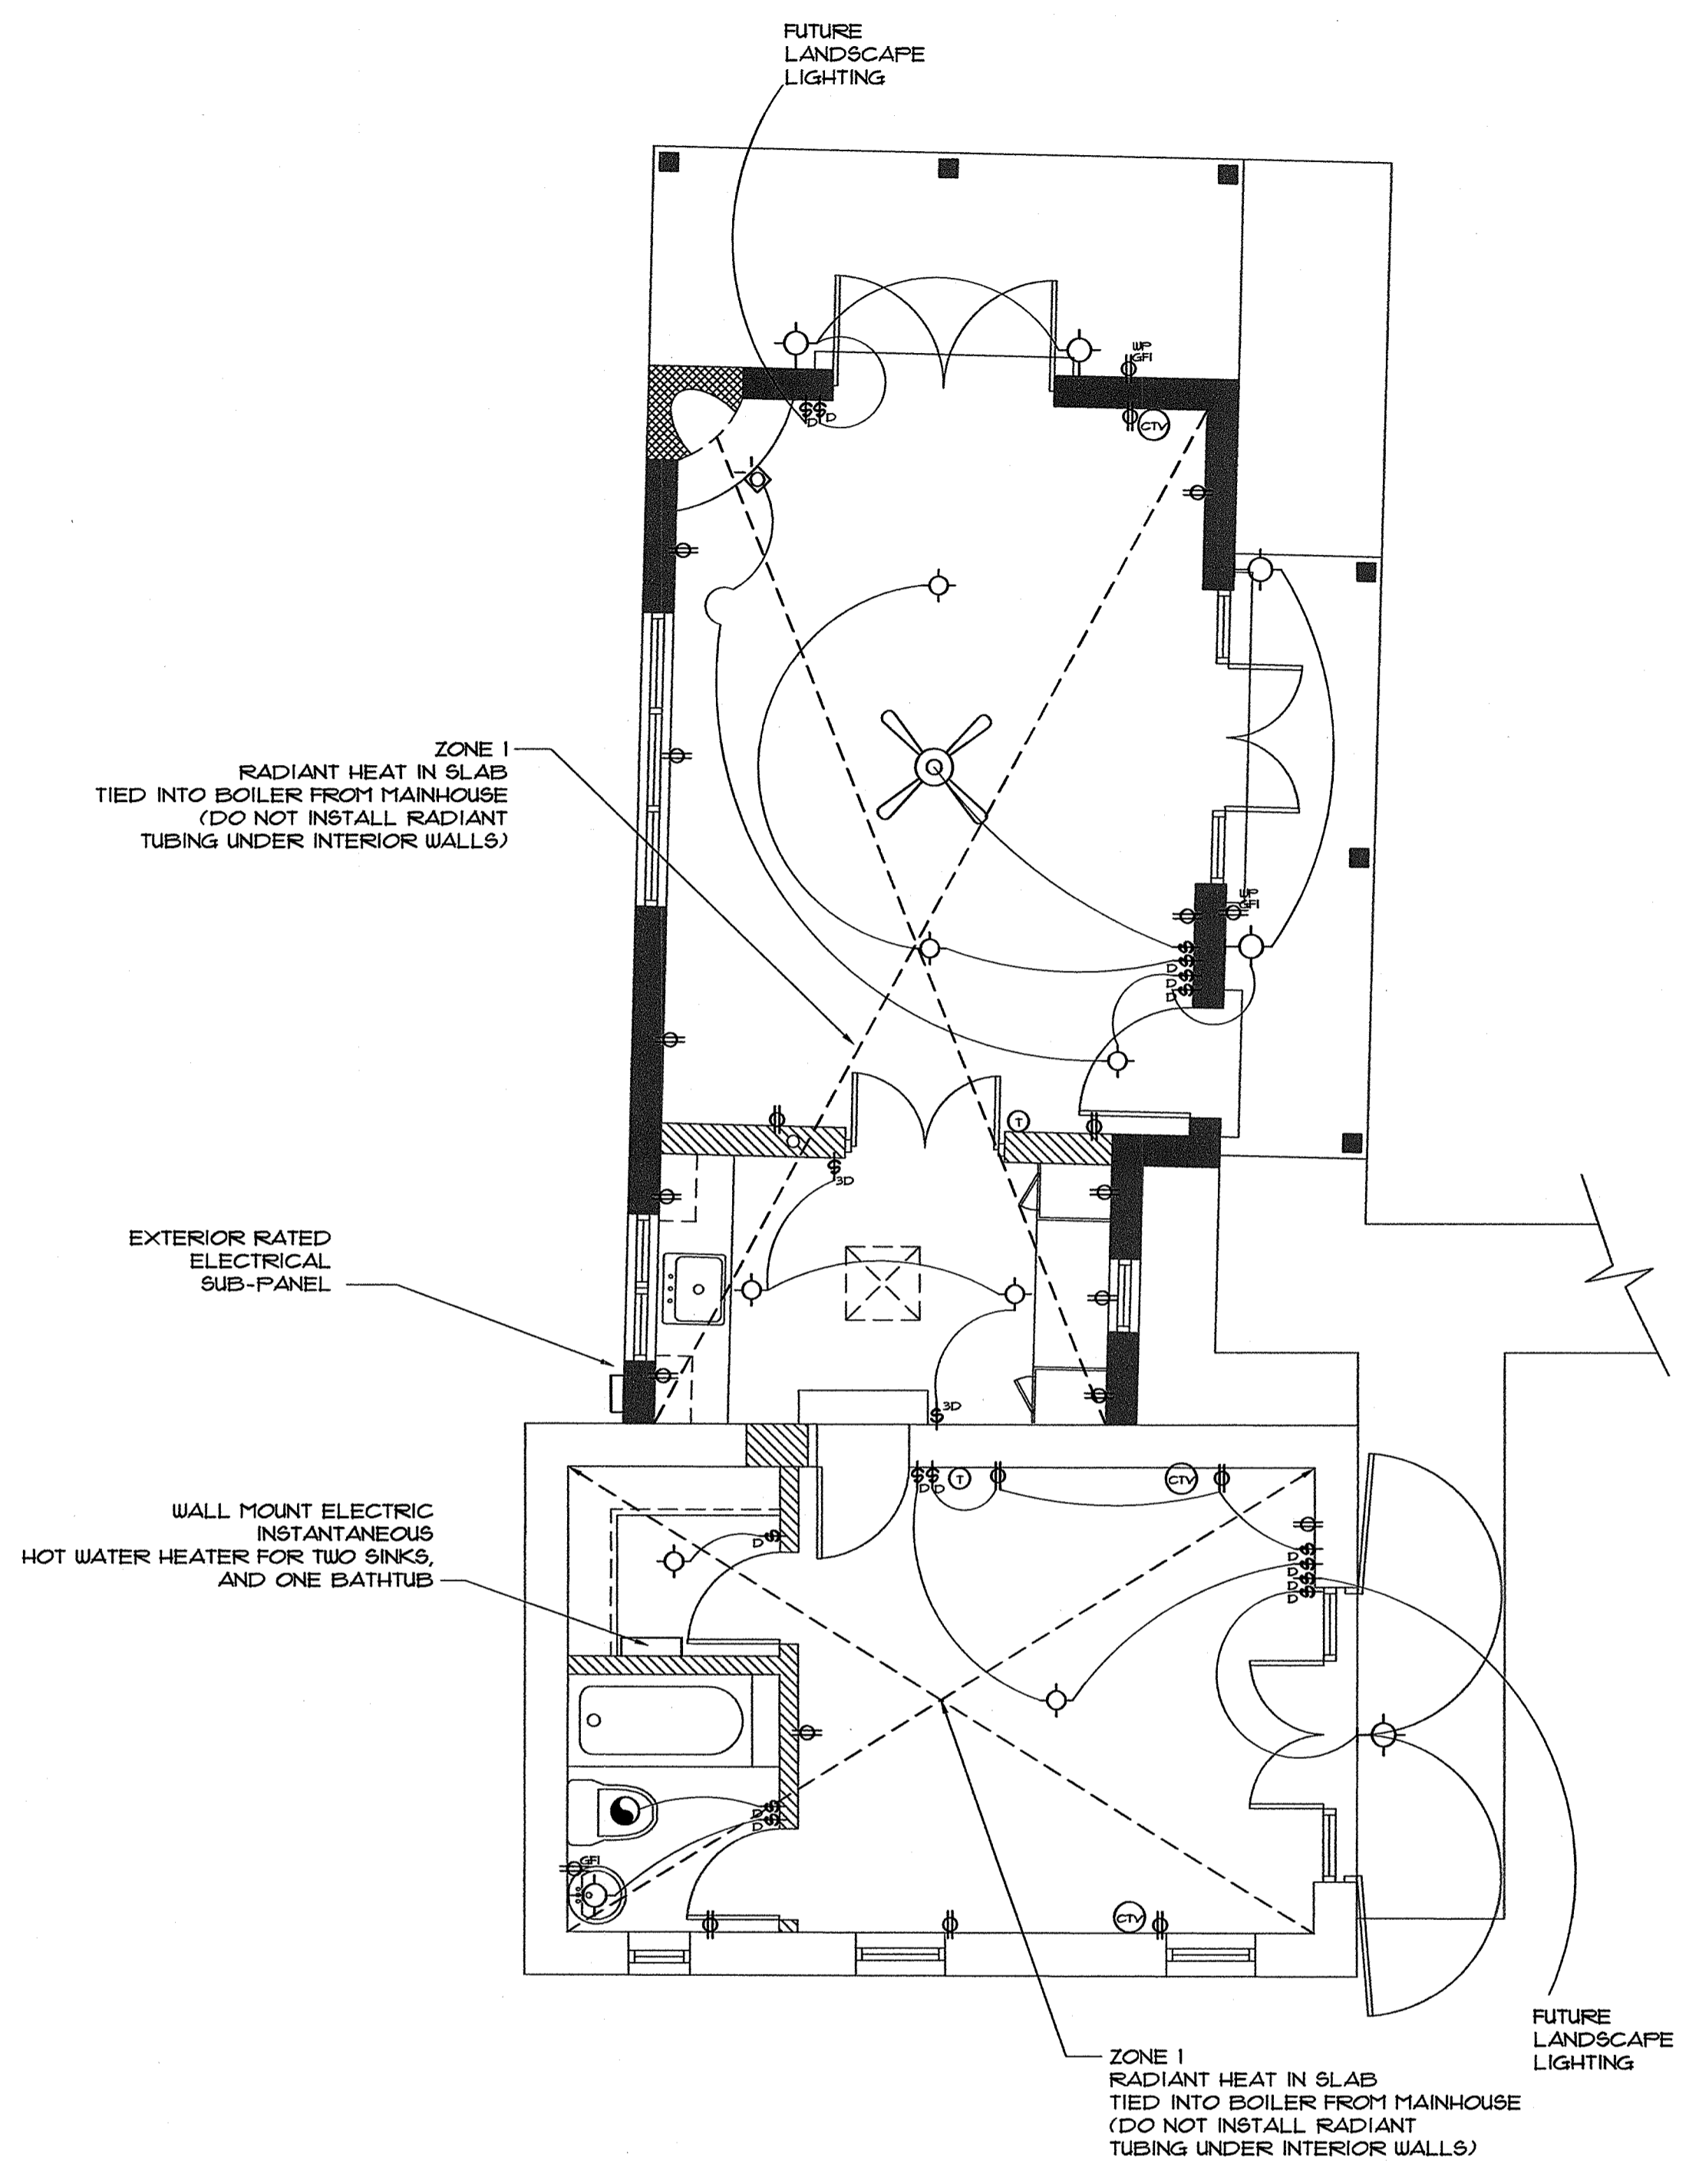 FUTURE
LANDSCAPE
LIGHTING
WP
GFI
D D
CTV
ZONE 1
RADIANT HEAT IN SLAB
TIED INTO BOILER FROM MAINHOUSE
(DO NOT INSTALL RADIANT
TUBING UNDER INTERIOR WALLS)
WP
GFI
D
D
D
T
3D
EXTERIOR RATED
ELECTRICAL
SUB-PANEL
3D
D D
T
CTV
WALL MOUNT ELECTRIC
INSTANTANEOUS
HOT WATER HEATER FOR TWO SINKS,
AND ONE BATHTUB
D
D
D
D
D
D
D
GFI
CTV
FUTURE
LANDSCAPE
LIGHTING
ZONE 1
RADIANT HEAT IN SLAB
TIED INTO BOILER FROM MAINHOUSE
(DO NOT INSTALL RADIANT
TUBING UNDER INTERIOR WALLS)